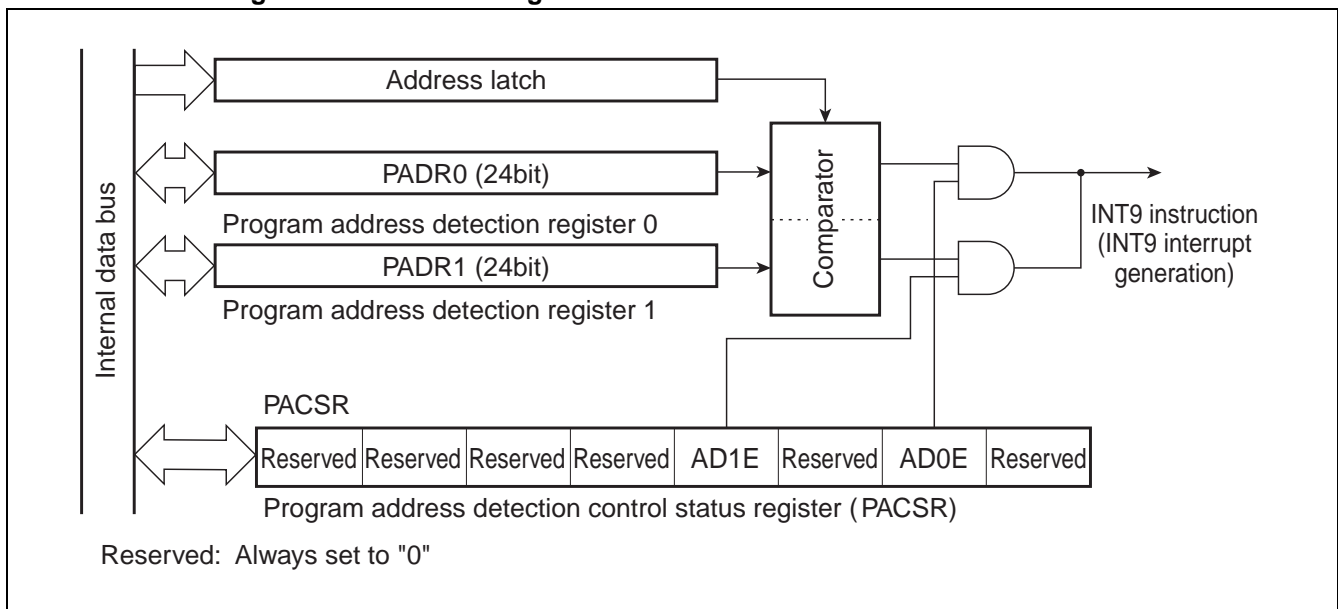 Address latch
PADR0 (24bit)
Program address detection register 0
PADR1 (24bit)
Program address detection register 1
Internal data bus
Comparator
INT9 instruction
(INT9 interrupt
generation)
PACSR
Reserved Reserved Reserved Reserved AD1E Reserved AD0E Reserved
Program address detection control status register (PACSR)
Reserved: Always set to "0"